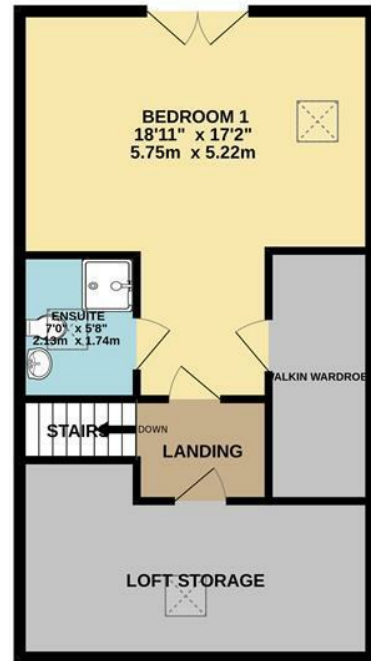 BEDROOM 1
18'11" x 17'2"
5.75m x 5.22m
ENSUITE
7'0" x 5'8"
2.13m x 1.74m
WALKIN WARDROBE
STAIRS
DOWN
LANDING
LOFT STORAGE